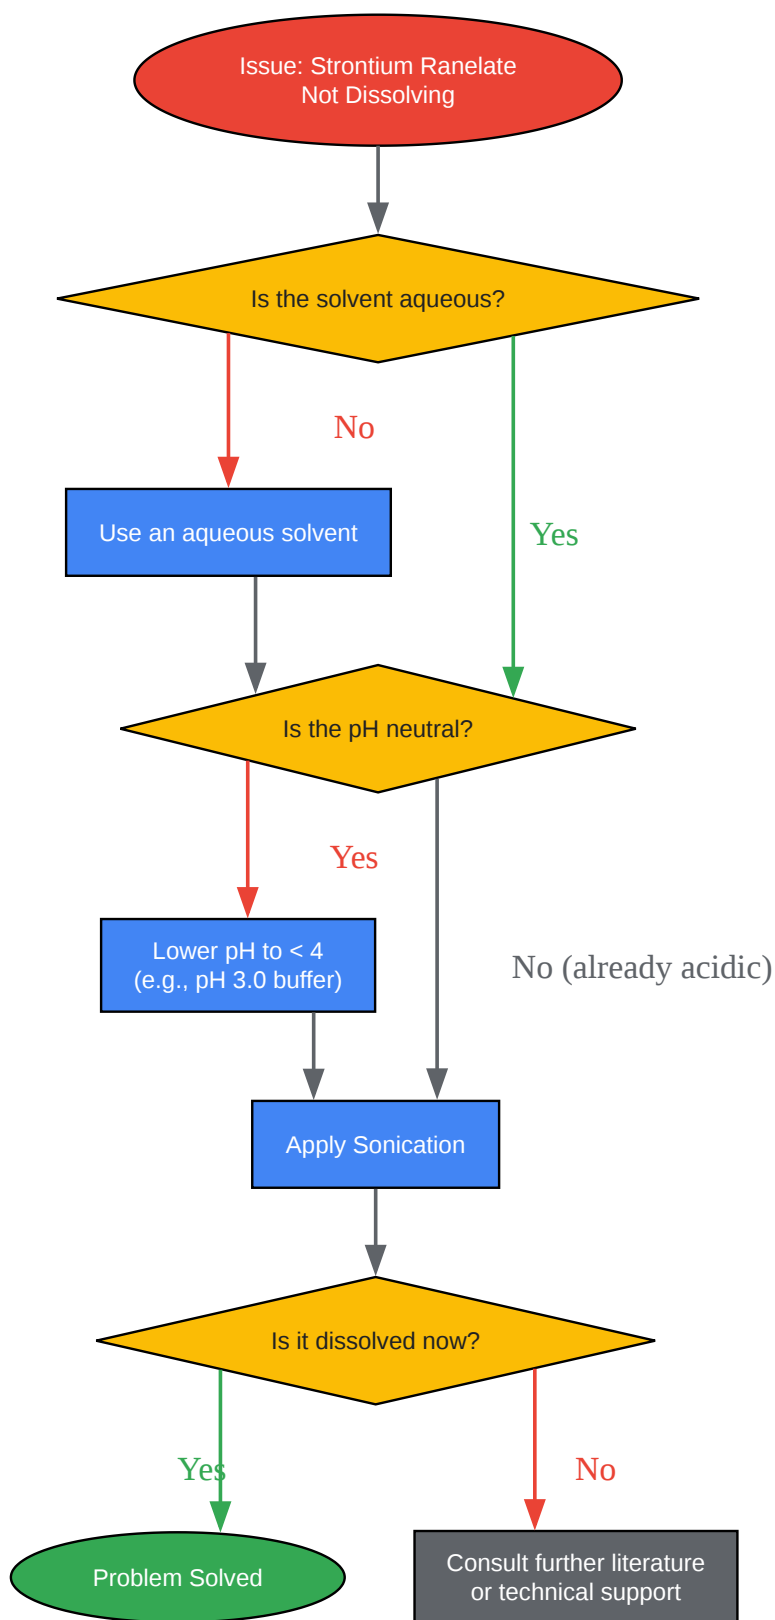 Issue: Strontium Ranelate
Not Dissolving
Is the solvent aqueous?
No
Use an aqueous solvent
Yes
Is the pH neutral?
Yes
Lower pH to < 4
(e.g., pH 3.0 buffer)
No (already acidic)
Apply Sonication
Is it dissolved now?
Yes
No
Problem Solved
Consult further literature
or technical support